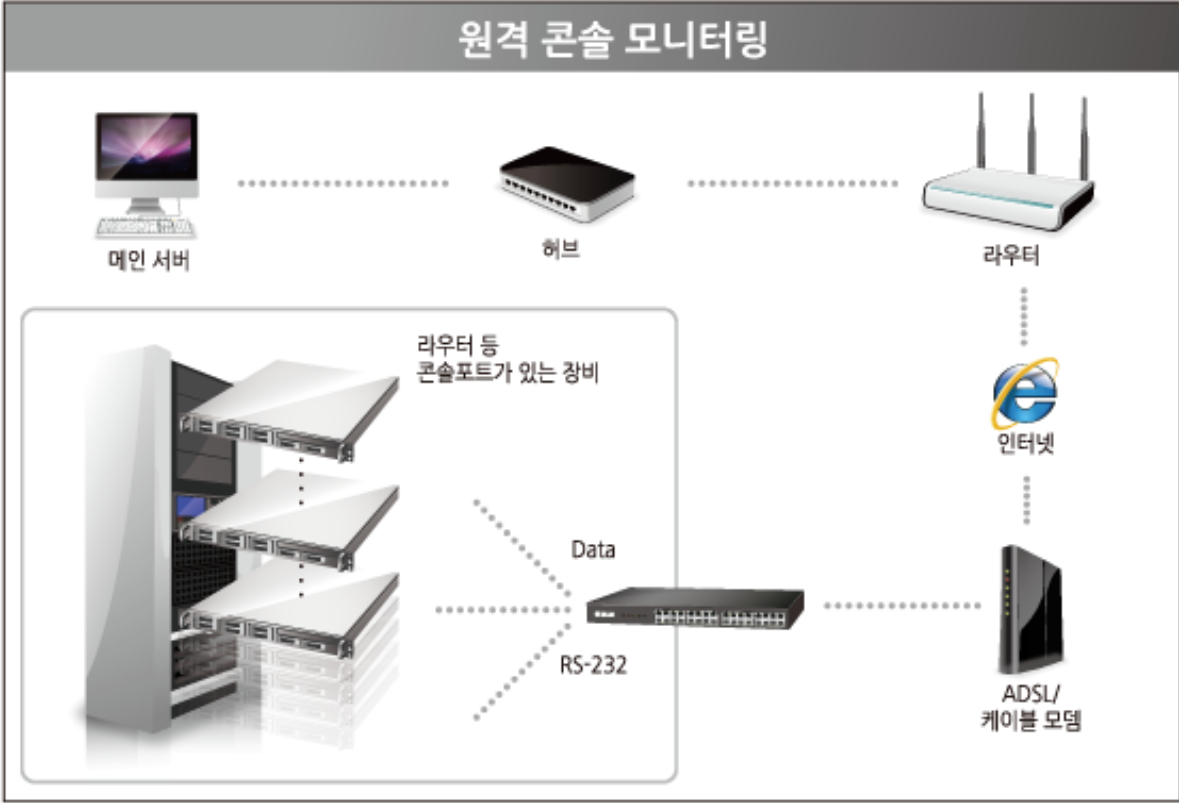 원격 콘솔 모니터링
메인 서버
허브
라우터
라우터 등
콘솔포트가 있는 장비
인터넷
Data
RS-232
ADSL/
케이블 모뎀